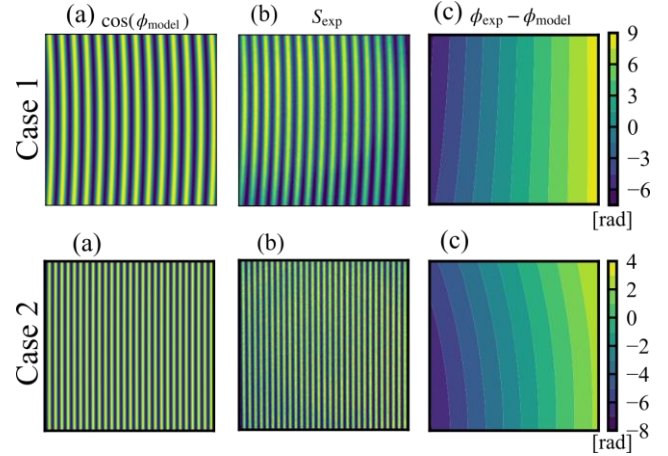 (a) cos(ϕmodel) (b) Sexp (c) ϕexp − ϕmodel
Case 1
9
6
3
0
−3
−6
[rad]
(a) (b) (c)
Case 2
4
2
0
−2
−4
−6
−8
[rad]